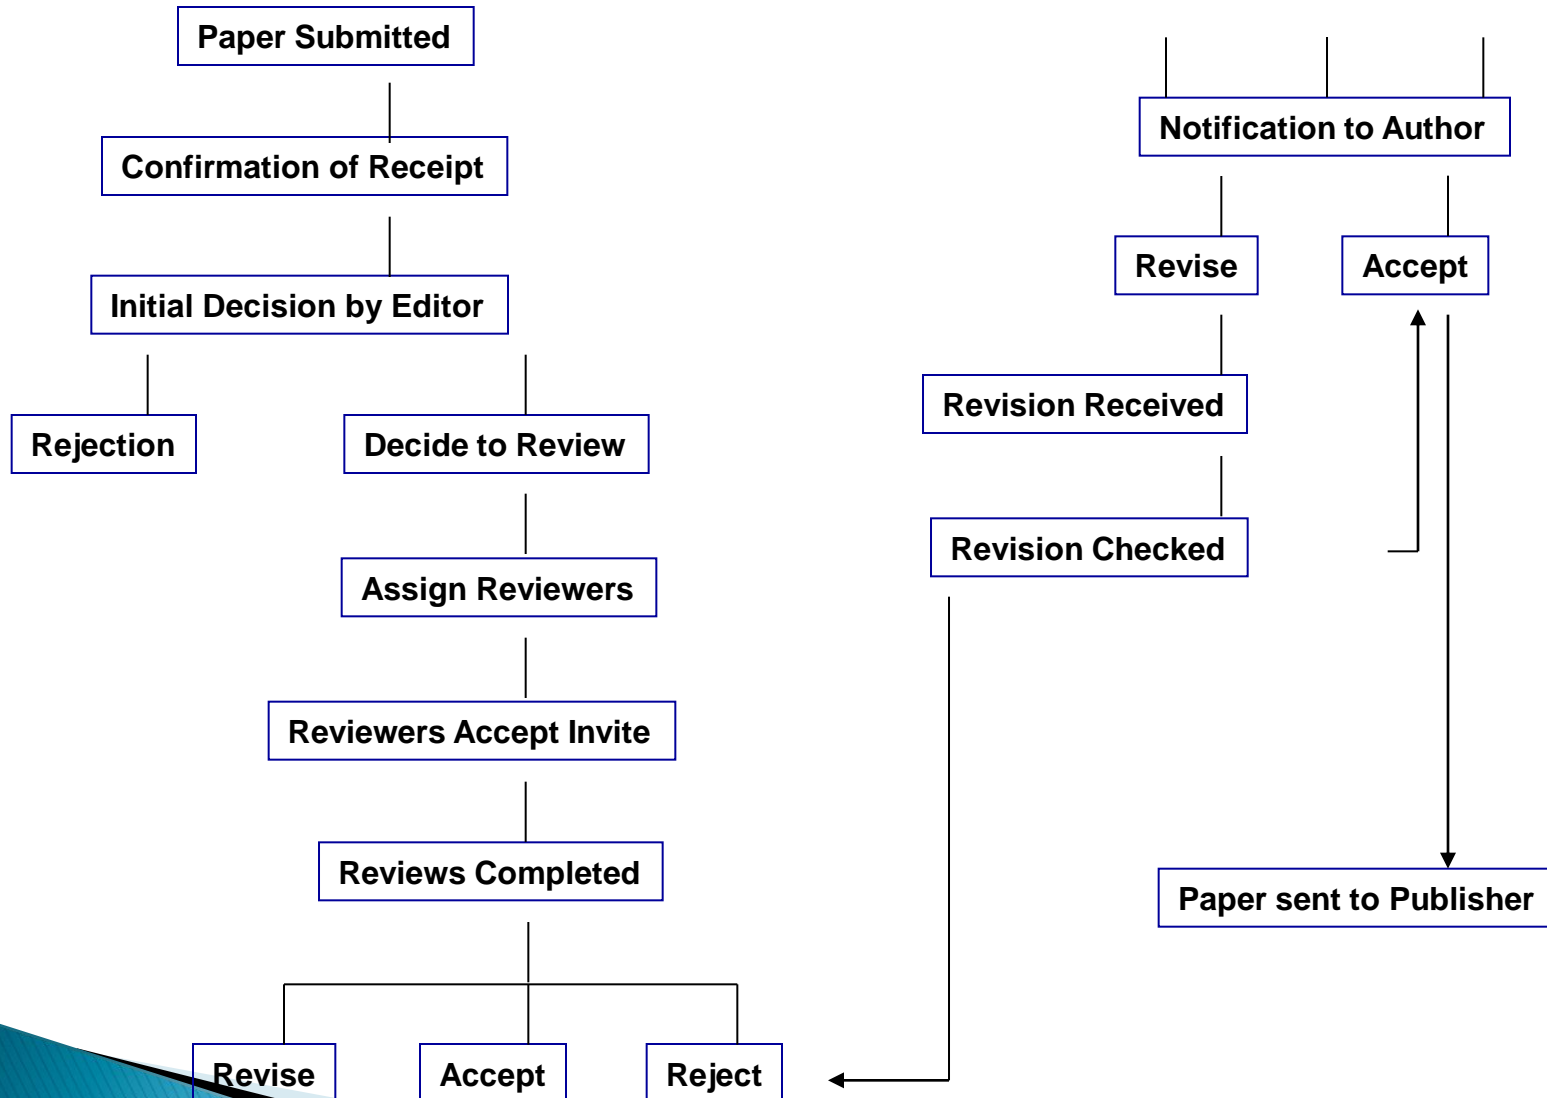 Paper Submitted
Confirmation of Receipt
Initial Decision by Editor
Rejection
Decide to Review
Assign Reviewers
Reviewers Accept Invite
Reviews Completed
Revise
Accept
Reject
Notification to Author
Revise
Accept
Revision Received
Revision Checked
Paper sent to Publisher